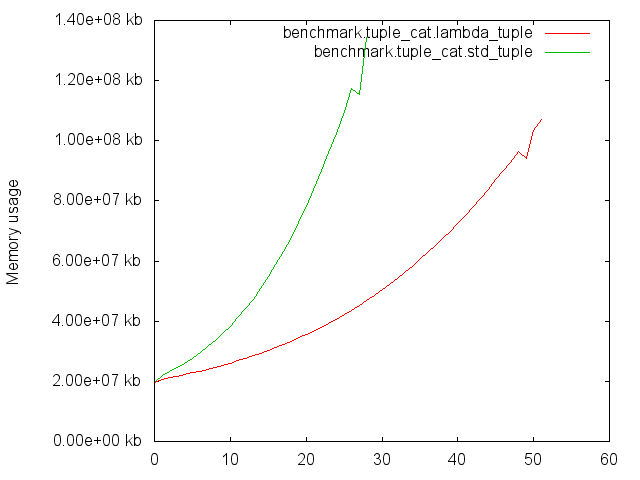 1.40e+08 kb
benchmark.tuple_cat.lambda_tuple
benchmark.tuple_cat.std_tuple
1.20e+08 kb
1.00e+08 kb
8.00e+07 kb
6.00e+07 kb
4.00e+07 kb
2.00e+07 kb
0.00e+00 kb
Memory usage
0 10 20 30 40 50 60